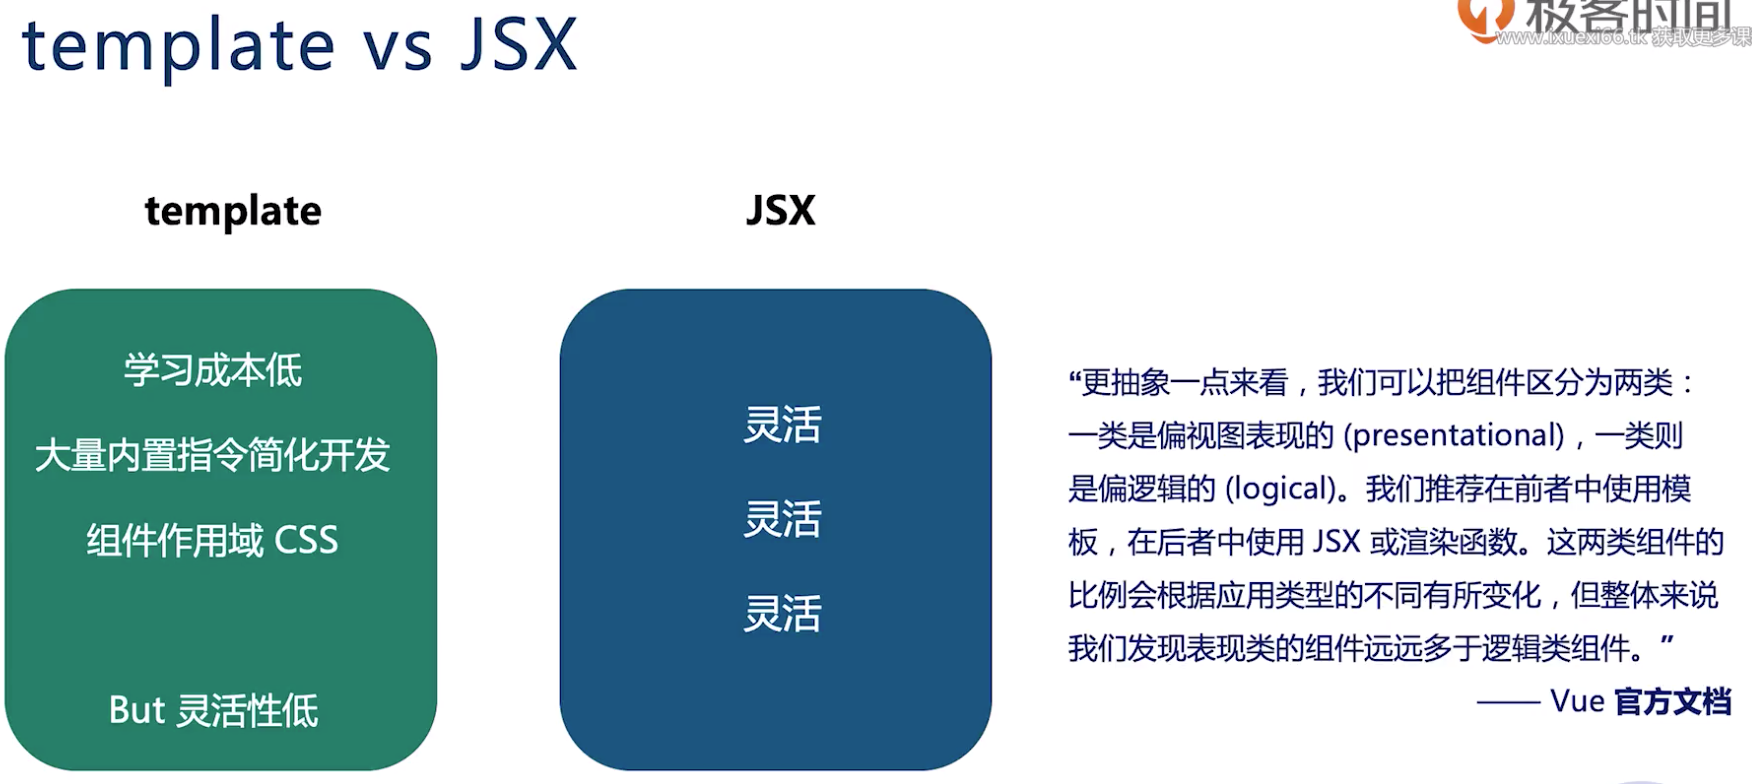 template vs JSX
极客时间
www.ixuexi66.tk 获取更多课
template
JSX
学习成本低
大量内置指令简化开发
组件作用域 CSS
But 灵活性低
灵活
灵活
灵活
“更抽象一点来看，我们可以把组件区分为两类：
一类是偏视图表现的 (presentational)，一类则
是偏逻辑的 (logical)。我们推荐在前者中使用模
板，在后者中使用 JSX 或渲染函数。这两类组件的
比例会根据应用类型的不同有所变化，但整体来说
我们发现表现类的组件远远多于逻辑类组件。”
—— Vue 官方文档